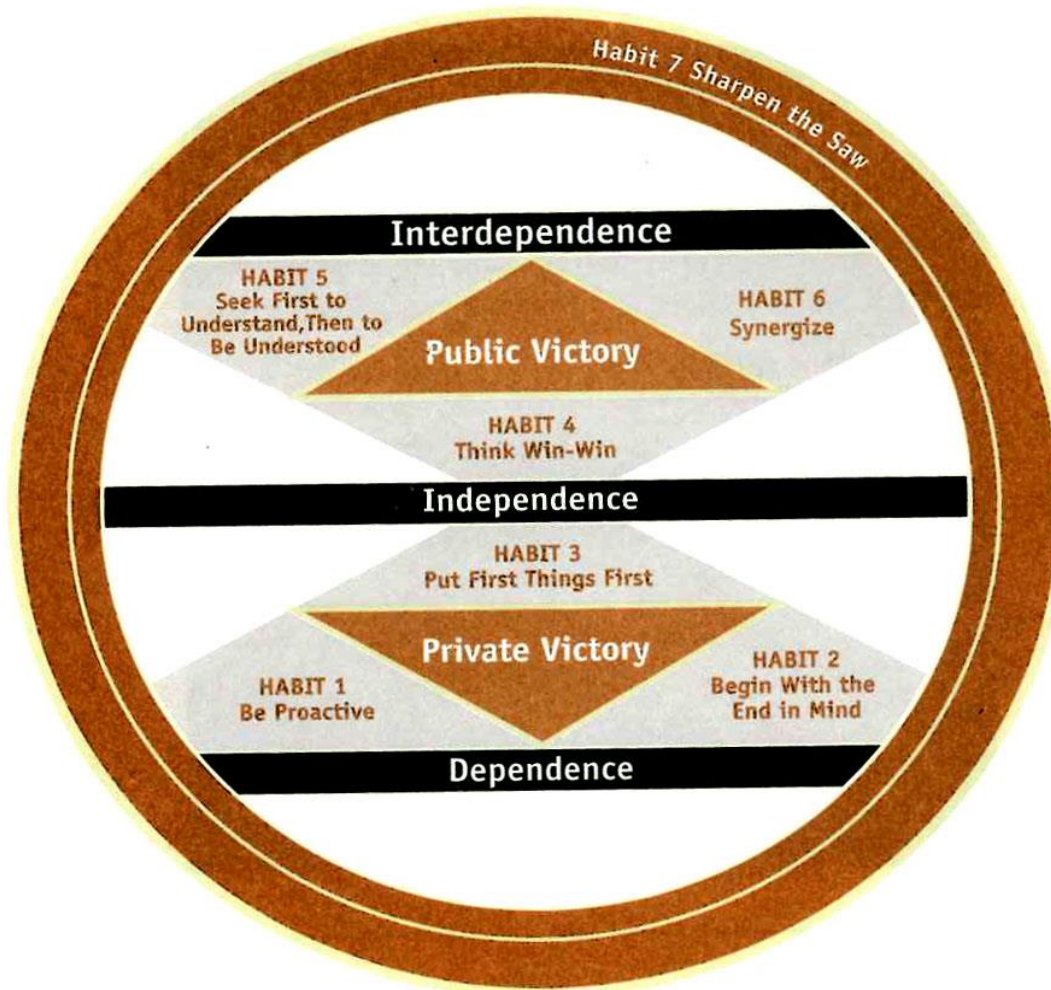 Habit 7 Sharpen the Saw
Interdependence
HABIT 5
Seek First to
Understand,Then to
Be Understood
HABIT 6
Synergize
Public Victory
HABIT 4
Think Win-Win
Independence
HABIT 3
Put First Things First
Private Victory
HABIT 1
Be Proactive
HABIT 2
Begin With the
End in Mind
Dependence